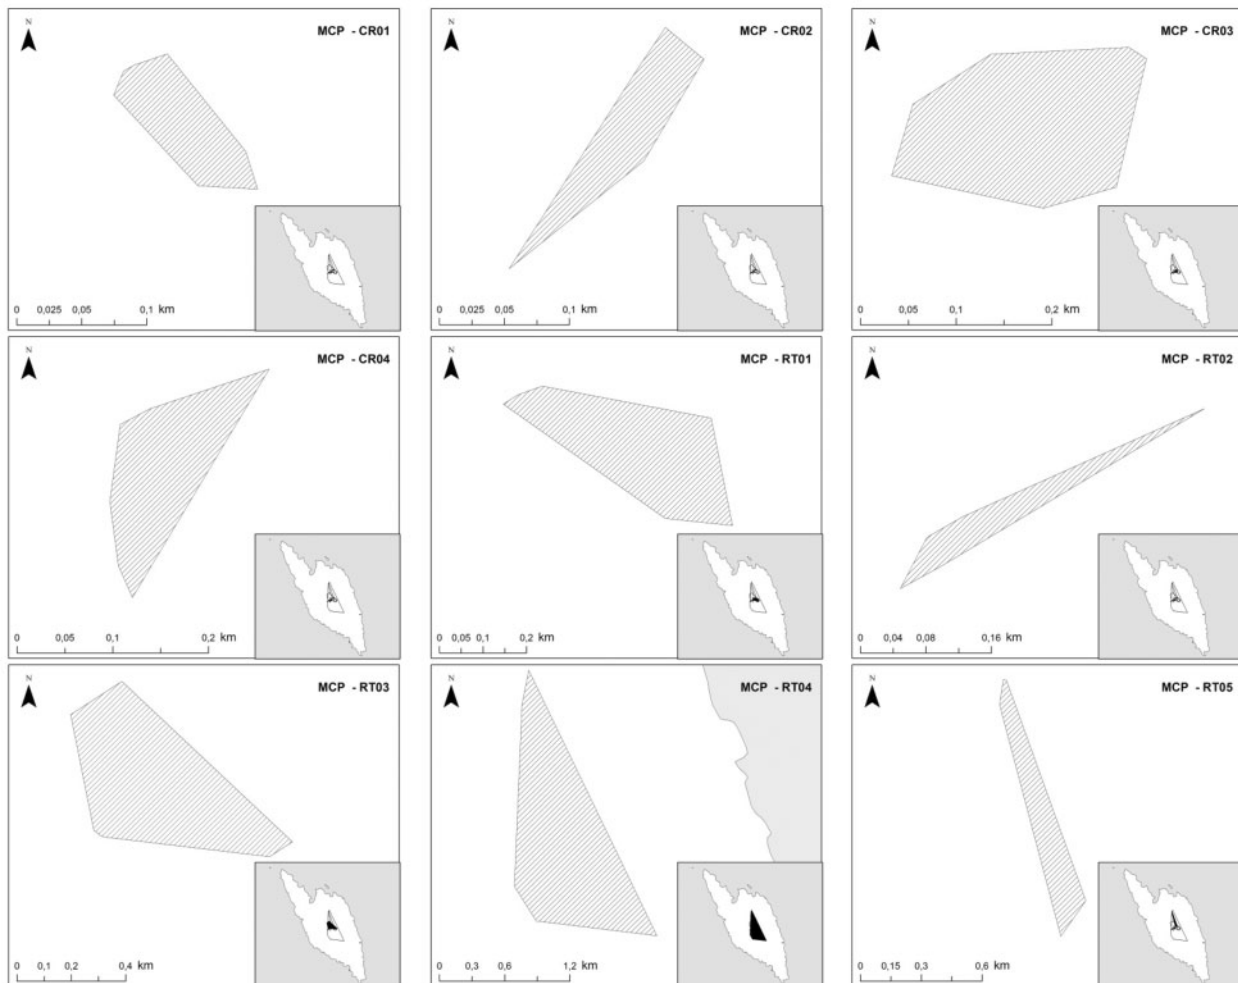 N
MCP - CR01
0 0,025 0,05 0,1 km
N
MCP - CR02
0 0,025 0,05 0,1 km
N
MCP - CR03
0 0,05 0,1 0,2 km
N
MCP - CR04
0 0,05 0,1 0,2 km
N
MCP - RT01
0 0,05 0,1 0,2 km
N
MCP - RT02
0 0,04 0,08 0,16 km
N
MCP - RT03
0 0,1 0,2 0,4 km
N
MCP - RT04
0 0,3 0,6 1,2 km
N
MCP - RT05
0 0,15 0,3 0,6 km